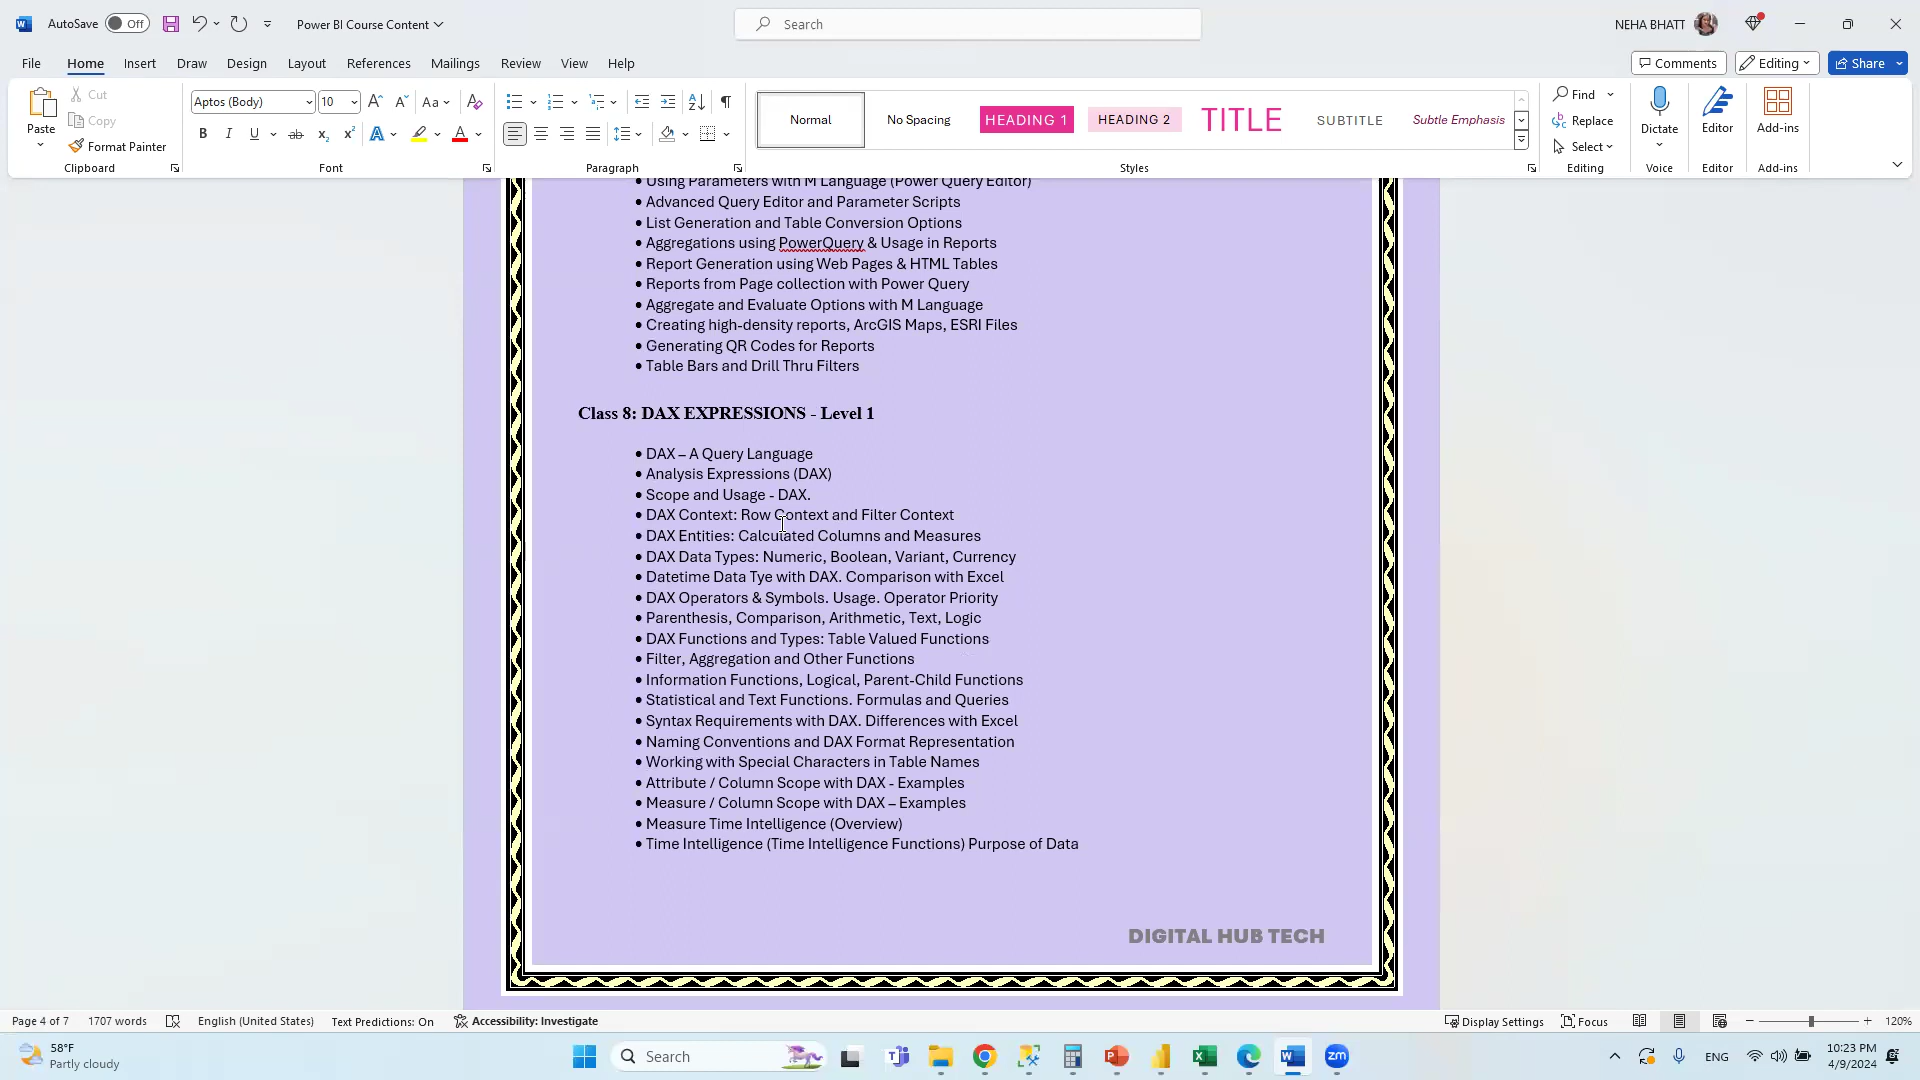 AutoSave Off Power BI Course Content Search NEHA BHATT
File Home Insert Draw Design Layout References Mailings Review View Help Comments Editing Share
Paste Cut Copy Format Painter Clipboard
Aptos (Body) 10 Aa Font
Paragraph
Normal No Spacing HEADING 1 HEADING 2 TITLE SUBTITLE Subtle Emphasis Styles
Find Replace Select Editing
Dictate Voice
Editor Editor
Add-ins Add-ins
• Using Parameters with M Language (Power Query Editor)
• Advanced Query Editor and Parameter Scripts
• List Generation and Table Conversion Options
• Aggregations using PowerQuery & Usage in Reports
• Report Generation using Web Pages & HTML Tables
• Reports from Page collection with Power Query
• Aggregate and Evaluate Options with M Language
• Creating high-density reports, ArcGIS Maps, ESRI Files
• Generating QR Codes for Reports
• Table Bars and Drill Thru Filters
Class 8: DAX EXPRESSIONS - Level 1
• DAX – A Query Language
• Analysis Expressions (DAX)
• Scope and Usage - DAX.
• DAX Context: Row Context and Filter Context
• DAX Entities: Calculated Columns and Measures
• DAX Data Types: Numeric, Boolean, Variant, Currency
• Datetime Data Tye with DAX. Comparison with Excel
• DAX Operators & Symbols. Usage. Operator Priority
• Parenthesis, Comparison, Arithmetic, Text, Logic
• DAX Functions and Types: Table Valued Functions
• Filter, Aggregation and Other Functions
• Information Functions, Logical, Parent-Child Functions
• Statistical and Text Functions. Formulas and Queries
• Syntax Requirements with DAX. Differences with Excel
• Naming Conventions and DAX Format Representation
• Working with Special Characters in Table Names
• Attribute / Column Scope with DAX - Examples
• Measure / Column Scope with DAX – Examples
• Measure Time Intelligence (Overview)
• Time Intelligence (Time Intelligence Functions) Purpose of Data
DIGITAL HUB TECH
Page 4 of 7 1707 words English (United States) Text Predictions: On Accessibility: Investigate Display Settings Focus 120%
58°F
Partly cloudy
Search
zm
ENG
10:23 PM
4/9/2024